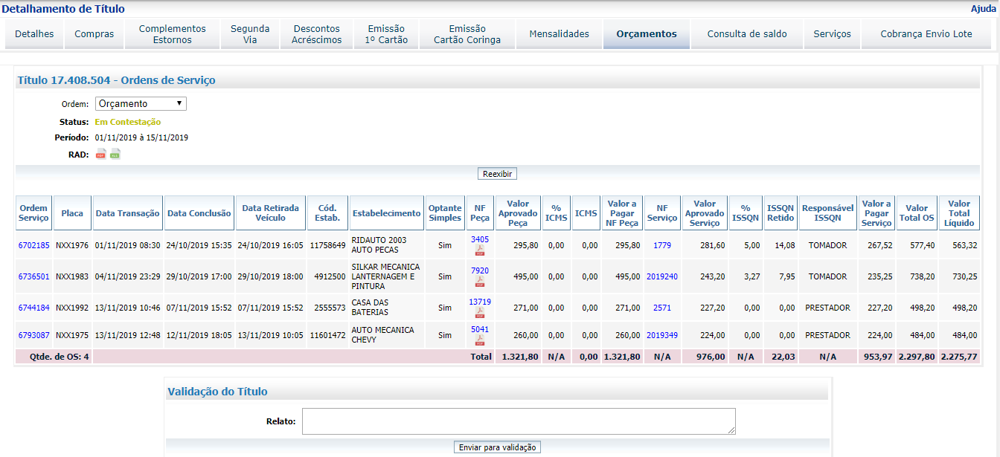 Detalhamento de Título
Ajuda
Detalhes
Compras
Complementos
Estornos
Segunda
Via
Descontos
Acréscimos
Emissão
1º Cartão
Emissão
Cartão Coringa
Mensalidades
Orçamentos
Consulta de saldo
Serviços
Cobrança Envio Lote
Título 17.408.504 - Ordens de Serviço
Ordem: Orçamento
Status: Em Contestação
Período: 01/11/2019 à 15/11/2019
RAD:
Reexibir
Ordem
Serviço
Placa
Data Transação
Data Conclusão
Data Retirada
Veículo
Cód.
Estab.
Estabelecimento
Optante
Simples
NF
Peça
Valor
Aprovado
Peça
%
ICMS
ICMS
Valor a
Pagar
NF Peça
NF
Serviço
Valor
Aprovado
Serviço
%
ISSQN
ISSQN
Retido
Responsável
ISSQN
Valor a
Pagar
Serviço
Valor
Total OS
Valor
Total
Líquido
6702185 NXX1976 01/11/2019 08:30 24/10/2019 15:35 24/10/2019 16:05 11758649 RIDAUTO 2003
AUTO PECAS
Sim 3405 295,80 0,00 0,00 295,80 1779 281,60 5,00 14,08 TOMADOR 267,52 577,40 563,32
6736501 NXX1983 04/11/2019 23:29 29/10/2019 17:00 29/10/2019 18:00 4912500 SILKAR MECANICA
LANTERNAGEM E
PINTURA
Sim 7920 495,00 0,00 0,00 495,00 2019240 243,20 3,27 7,95 TOMADOR 235,25 738,20 730,25
6744184 NXX1992 13/11/2019 10:46 07/11/2019 15:52 07/11/2019 15:52 2555573 CASA DAS
BATERIAS
Sim 13719 271,00 0,00 0,00 271,00 2571 227,20 0,00 0,00 PRESTADOR 227,20 498,20 498,20
6793087 NXX1975 13/11/2019 12:48 12/11/2019 18:05 13/11/2019 10:05 11601472 AUTO MECANICA
CHEVY
Sim 5041 260,00 0,00 0,00 260,00 2019349 224,00 0,00 0,00 PRESTADOR 224,00 484,00 484,00
Qtde. de OS: 4 Total 1.321,80 N/A 0,00 1.321,80 N/A 976,00 N/A 22,03 N/A 953,97 2.297,80 2.275,77
Validação do Título
Relato:
Enviar para validação